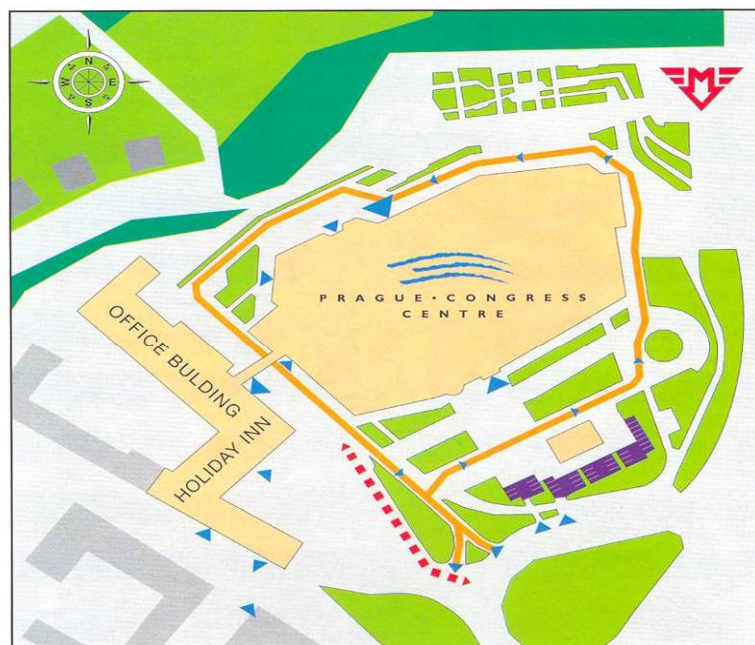 N
W E
S
M
PRAGUE · CONGRESS
CENTRE
OFFICE BULDING
HOLIDAY INN